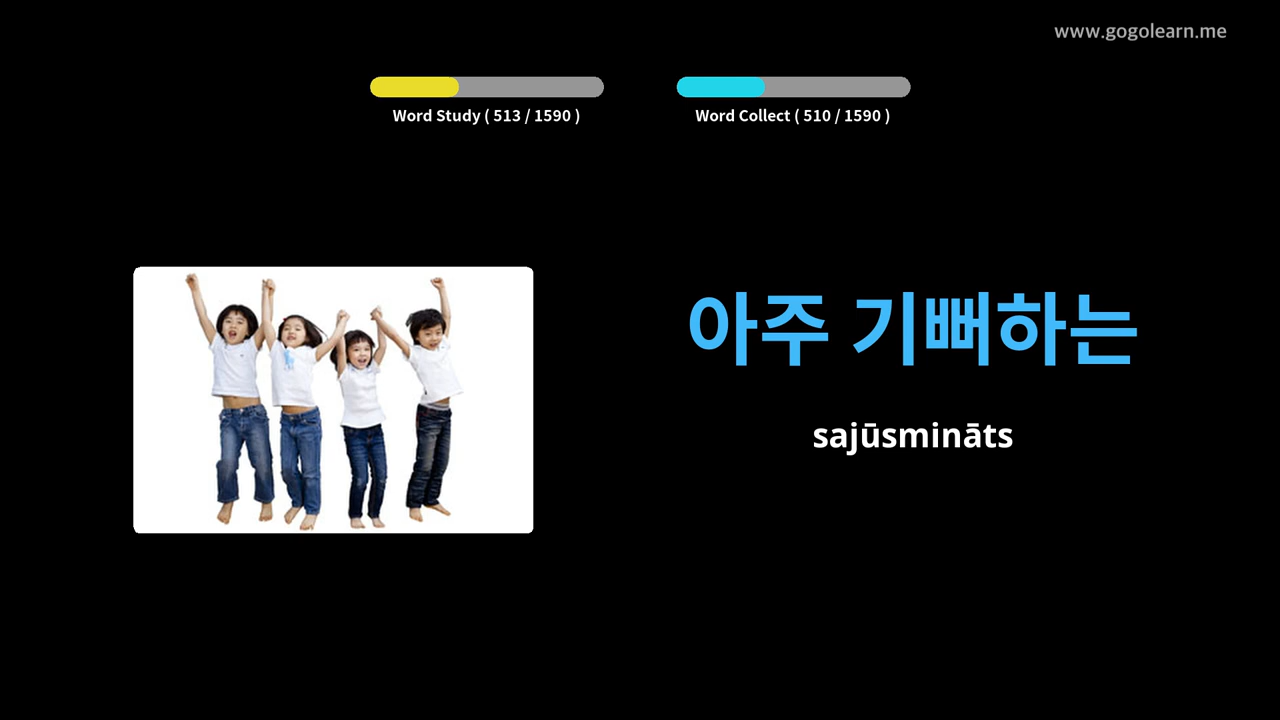 www.gogolearn.me
Word Study ( 513 / 1590 )
Word Collect ( 510 / 1590 )
아주 기뻐하는
sajūsmināts